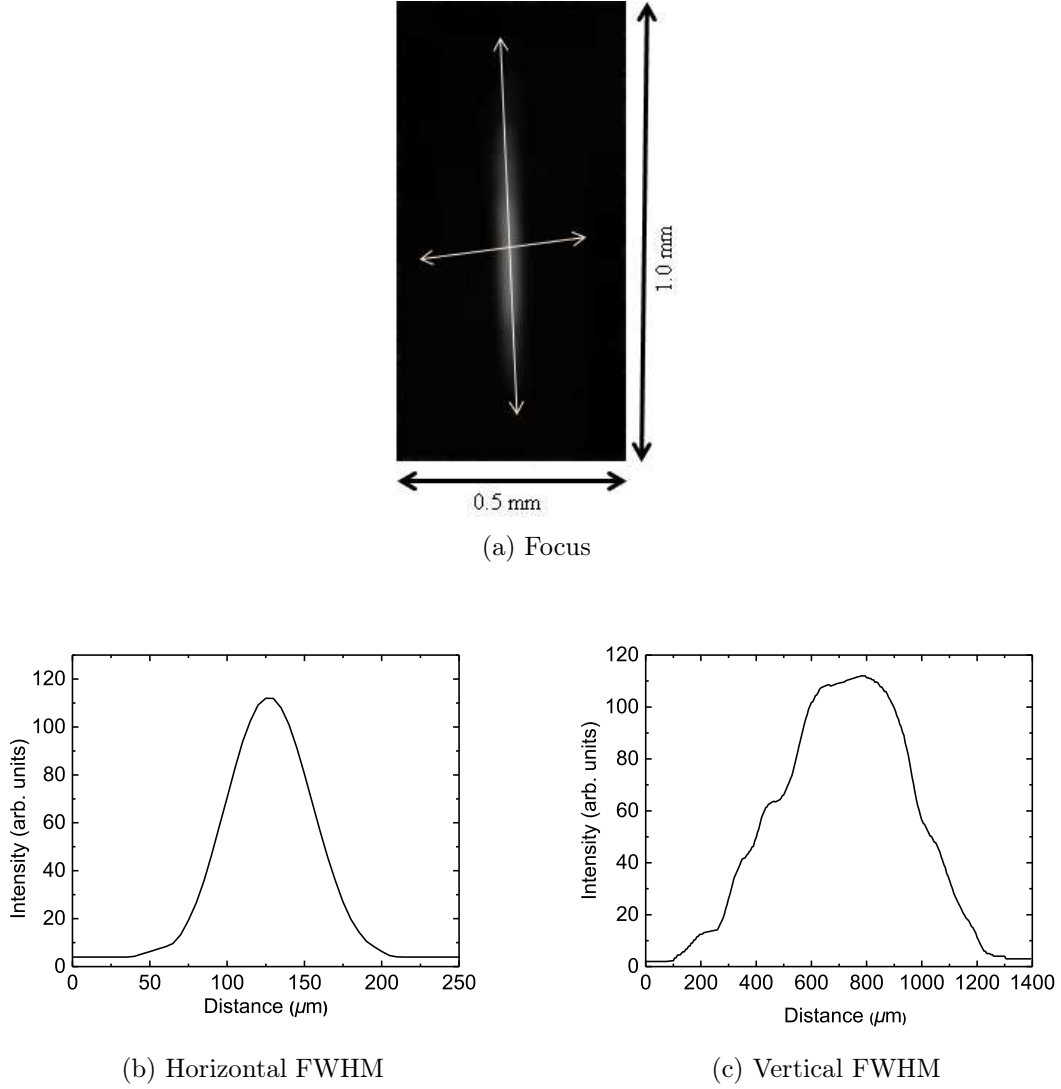 1.0 mm
0.5 mm
(a) Focus
120
100
80
60
40
20
0
Intensity (arb. units)
0 50 100 150 200 250
Distance (µm)
(b) Horizontal FWHM
120
100
80
60
40
20
0
Intensity (arb. units)
0 200 400 600 800 1000 1200 1400
Distance (µm)
(c) Vertical FWHM